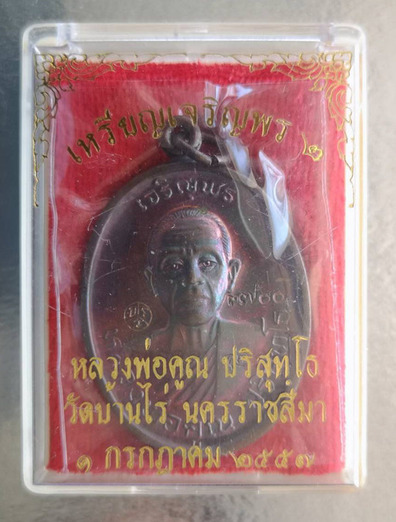 เหรียญเจริญพร ๒
เจริญพร
หลวงพ่อคูณ ปริสุทฺโธ
วัดบ้านไร่ นครราชสีมา
๑ กรกฎาคม ๒๕๕๗